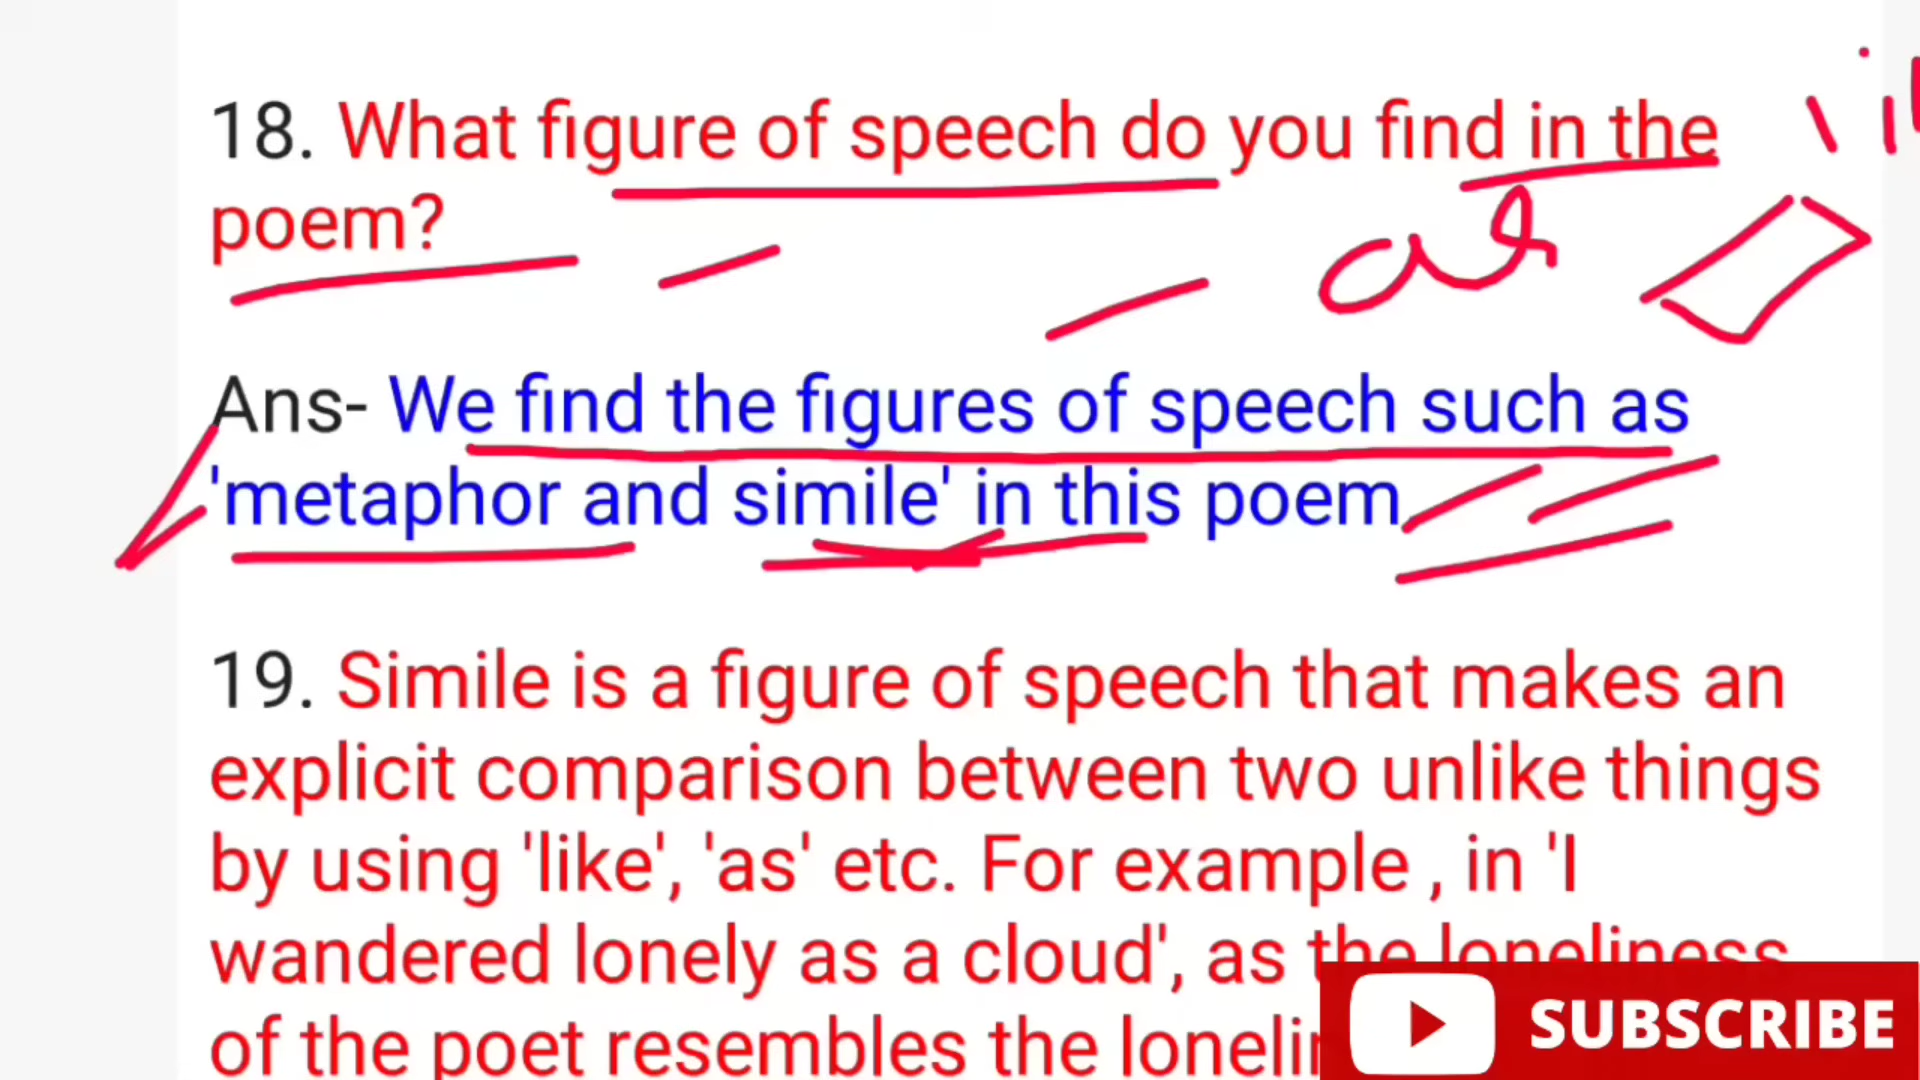 18. What figure of speech do you find in the
poem?
as
Ans- We find the figures of speech such as
'metaphor and simile' in this poem
19. Simile is a figure of speech that makes an
explicit comparison between two unlike things
by using 'like', 'as' etc. For example , in 'I
wandered lonely as a cloud', as the loneliness
of the poet resembles the
SUBSCRIBE